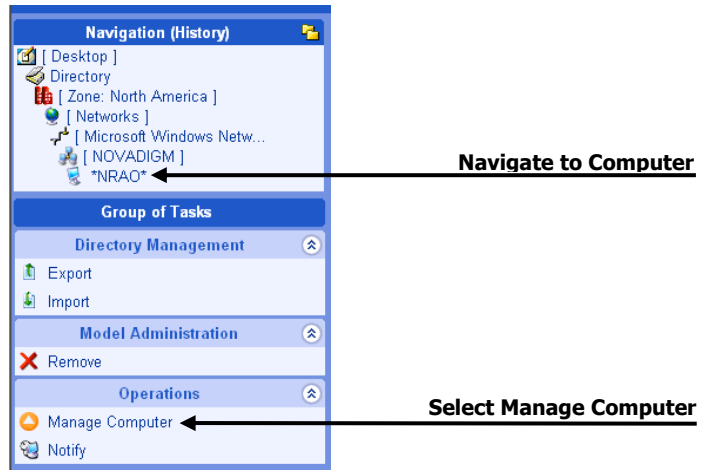 Navigation (History)
[ Desktop ]
Directory
[ Zone: North America ]
[ Networks ]
[ Microsoft Windows Netw...
[ NOVADIGM ]
*NRAO*
Navigate to Computer
Group of Tasks
Directory Management
Export
Import
Model Administration
Remove
Operations
Manage Computer
Select Manage Computer
Notify